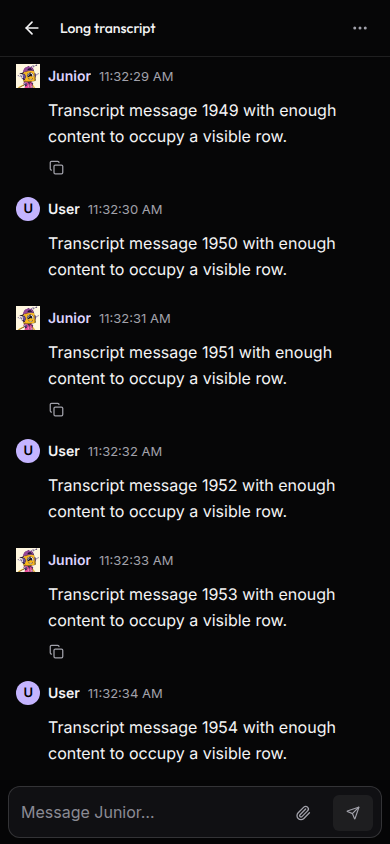 Long transcript
Junior 11:32:29 AM
Transcript message 1949 with enough
content to occupy a visible row.
U User 11:32:30 AM
Transcript message 1950 with enough
content to occupy a visible row.
Junior 11:32:31 AM
Transcript message 1951 with enough
content to occupy a visible row.
U User 11:32:32 AM
Transcript message 1952 with enough
content to occupy a visible row.
Junior 11:32:33 AM
Transcript message 1953 with enough
content to occupy a visible row.
U User 11:32:34 AM
Transcript message 1954 with enough
content to occupy a visible row.
Message Junior...